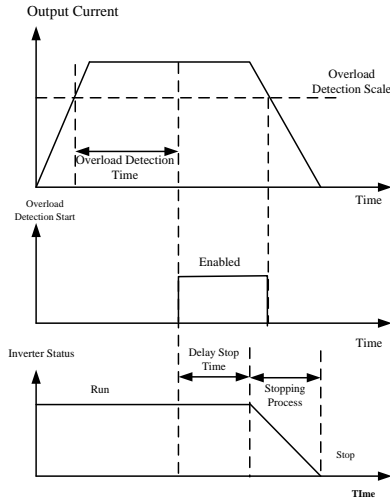 Output Current
Overload
Detection Scale
Overload Detection
Time
Time
Overload
Detection Start
Enabled
Time
Inverter Status
Delay Stop
Time
Stopping
Process
Run
Stop
TIme